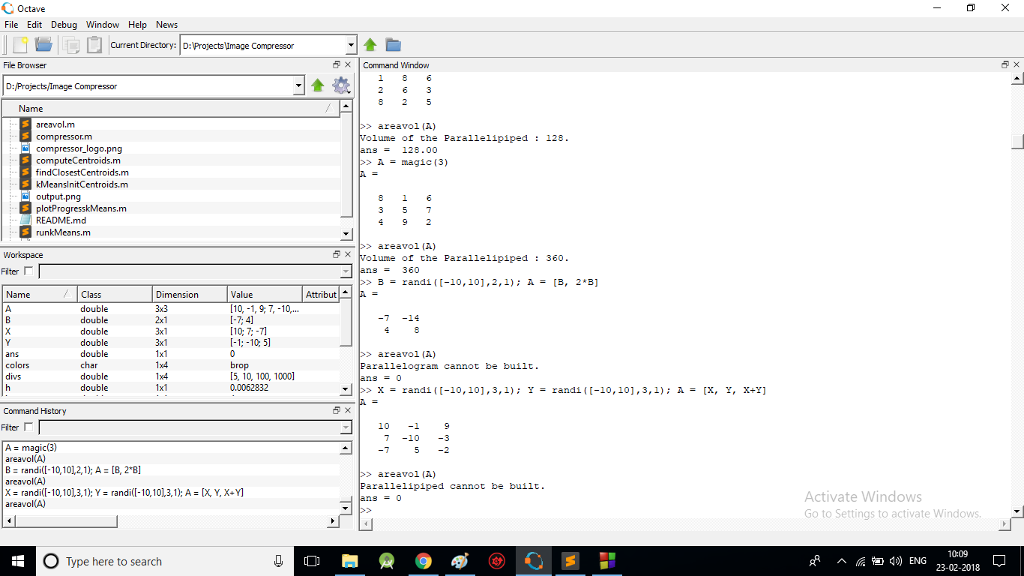 Octave
File Edit Debug Window Help News
Current Directory: D:\Projects\Image Compressor
File Browser
D:/Projects/Image Compressor
Name
areavol.m
compressor.m
compressor_logo.png
computeCentroids.m
findClosestCentroids.m
kMeansInitCentroids.m
output.png
plotProgresskMeans.m
README.md
runkMeans.m
Workspace
Filter
Name Class Dimension Value Attribut
A double 3x3 [10, -1, 9; 7, -10,...
B double 2x1 [-7; 4]
X double 3x1 [10; 7; -7]
Y double 3x1 [-1; -10; 5]
ans double 1x1 0
colors char 1x4 brop
divs double 1x4 [5, 10, 100, 1000]
h double 1x1 0.0062832
Command History
Filter
A = magic(3)
areavol(A)
B = randi([-10,10],2,1); A = [B, 2*B]
areavol(A)
X = randi([-10,10],3,1); Y = randi([-10,10],3,1); A = [X, Y, X+Y]
areavol(A)
Command Window
1 8 6
2 6 3
8 2 5
>> areavol(A)
Volume of the Parallelipiped : 128.
ans = 128.00
>> A = magic(3)
A =
8 1 6
3 5 7
4 9 2
>> areavol(A)
Volume of the Parallelipiped : 360.
ans = 360
>> B = randi([-10,10],2,1); A = [B, 2*B]
A =
-7 -14
4 8
>> areavol(A)
Parallelogram cannot be built.
ans = 0
>> X = randi([-10,10],3,1); Y = randi([-10,10],3,1); A = [X, Y, X+Y]
A =
10 -1 9
7 -10 -3
-7 5 -2
>> areavol(A)
Parallelipiped cannot be built.
ans = 0
>>
Activate Windows
Go to Settings to activate Windows.
Type here to search
ENG
10:09
23-02-2018